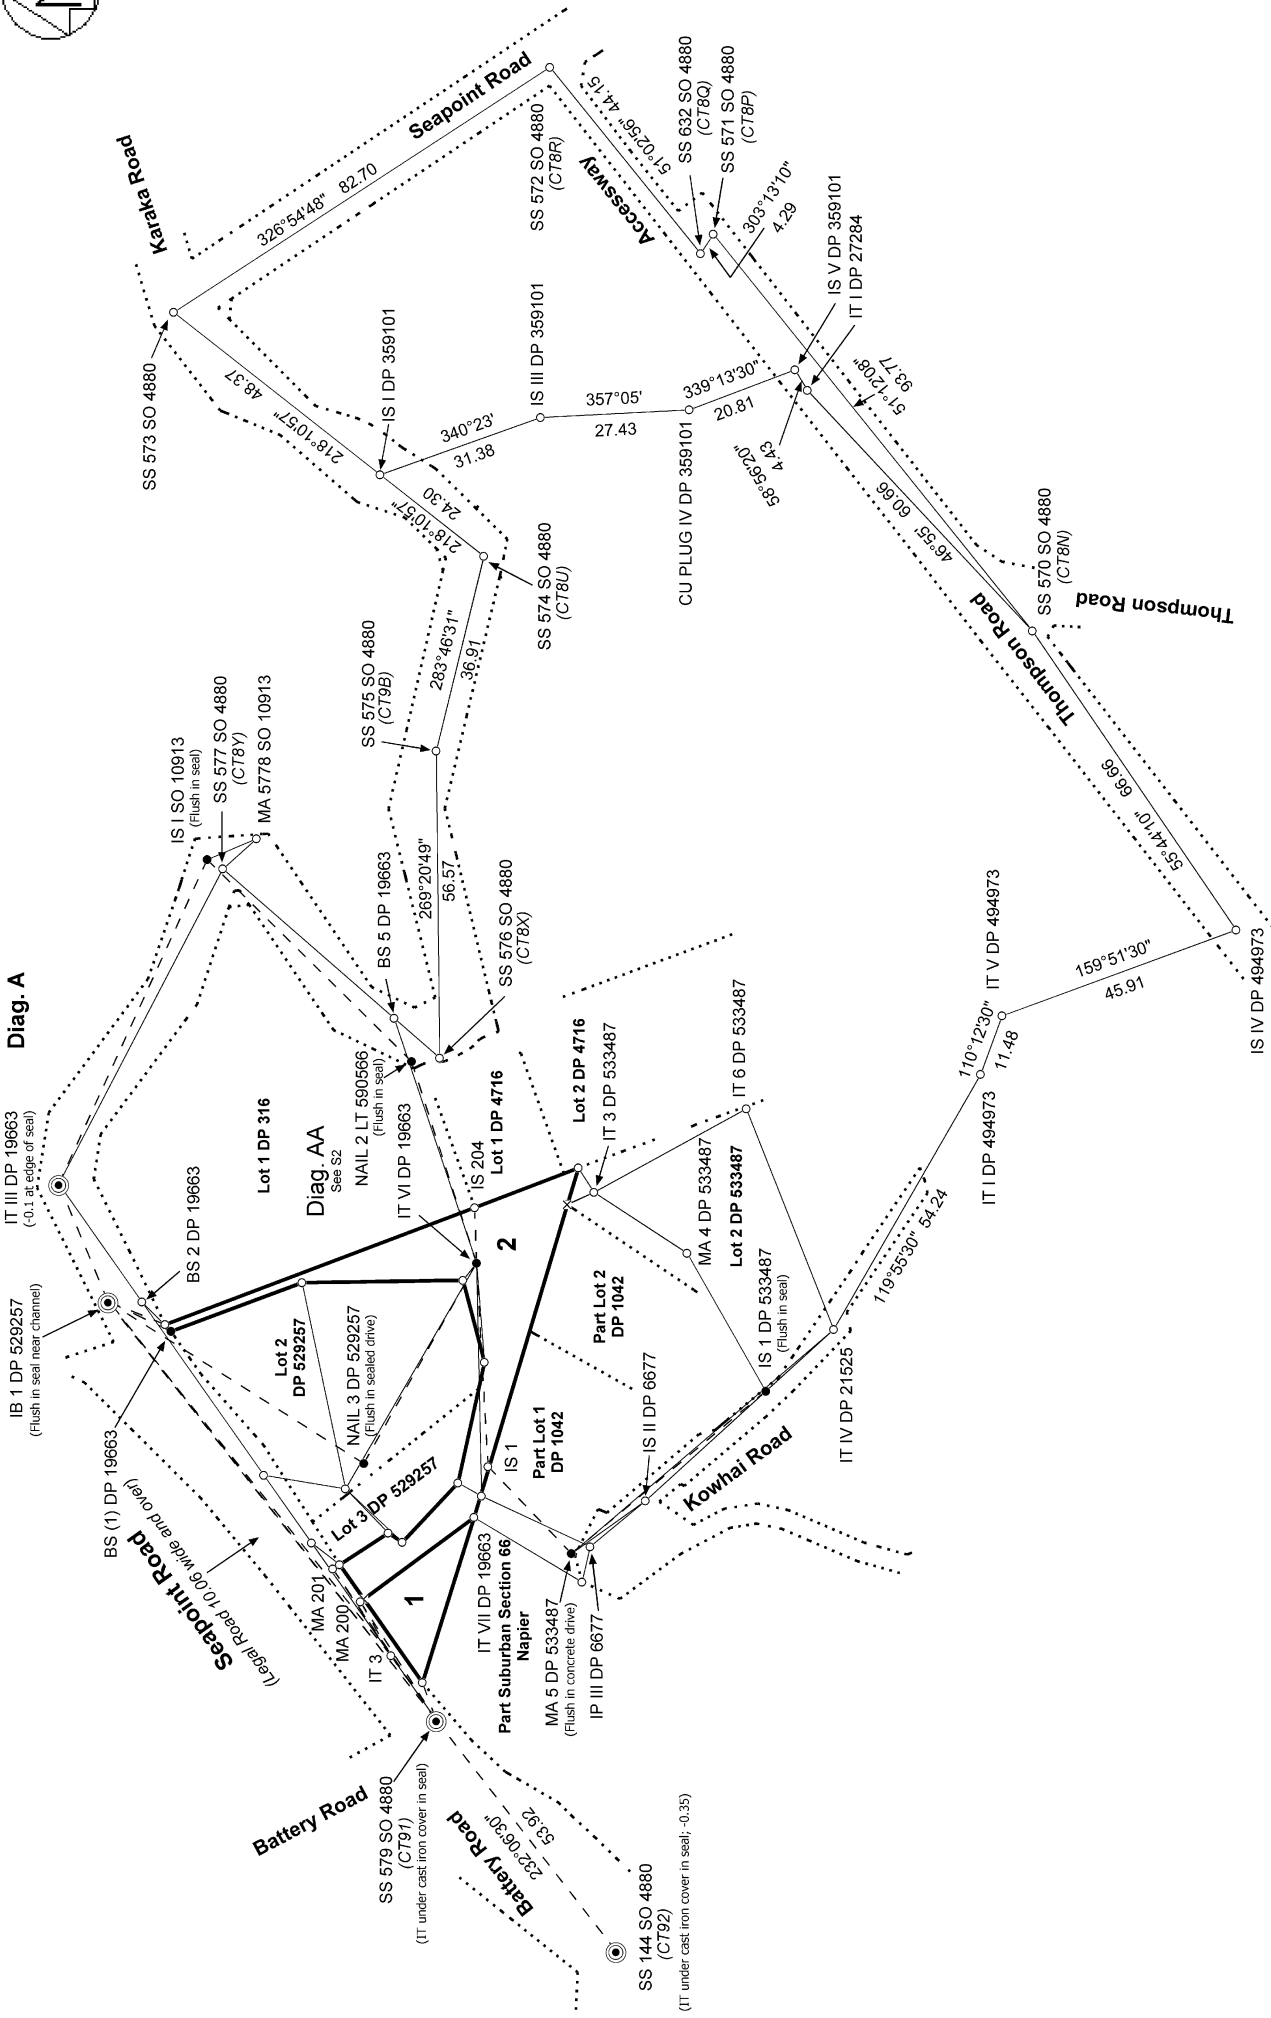 Diag. A
IT III DP 19663
(-0.1 at edge of seal)
IB 1 DP 529257
(Flush in seal near channel)
BS 2 DP 19663
BS (1) DP 19663
Seapoint Road
(Legal Road 10.06 wide and over)
Battery Road
SS 579 SO 4880
(CT91)
(IT under cast iron cover in seal)
Battery Road
232°06'30"
53.92
SS 144 SO 4880
(CT92)
(IT under cast iron cover in seal; -0.35)
MA 201
MA 200
IT 3
1
Lot 3 DP 529257
Lot 2
DP 529257
NAIL 3 DP 529257
(Flush in sealed drive)
Lot 1 DP 316
Diag. AA
See S2
NAIL 2 LT 590566
(Flush in seal)
IT VI DP 19663
IS 204
Lot 1 DP 4716
2
IS 1
IT VII DP 19663
Part Suburban Section 66
Napier
Part Lot 1
DP 1042
Part Lot 2
DP 1042
Lot 2 DP 4716
IT 3 DP 533487
IT 6 DP 533487
MA 4 DP 533487
Lot 2 DP 533487
IS 1 DP 533487
(Flush in seal)
IS II DP 6677
MA 5 DP 533487
(Flush in concrete drive)
IP III DP 6677
Kowhai Road
IT IV DP 21525
119°55'30" 54.24
IT I DP 494973
110°12'30"
11.48
IT V DP 494973
159°51'30"
45.91
IS IV DP 494973
55°44'10" 66.66
IS I SO 10913
(Flush in seal)
SS 577 SO 4880
(CT8Y)
MA 5778 SO 10913
BS 5 DP 19663
SS 576 SO 4880
(CT8X)
269°20'49"
56.57
SS 575 SO 4880
(CT9B)
283°46'31"
36.91
SS 574 SO 4880
(CT8U)
218°10'57"
24.30
IS I DP 359101
218°10'57" 48.37
SS 573 SO 4880
Karaka Road
326°54'48" 82.70
Seapoint Road
SS 572 SO 4880
(CT8R)
51°02'56" 44.15
Accessway
SS 632 SO 4880
(CT8Q)
SS 571 SO 4880
(CT8P)
303°13'10"
4.29
340°23'
31.38
IS III DP 359101
357°05'
27.43
CU PLUG IV DP 359101
339°13'30"
20.81
IS V DP 359101
IT I DP 27284
58°56'20"
4.43
51°12'08"
93.77
46°55' 60.66
Thompson Road
SS 570 SO 4880
(CT8N)
Thompson Road